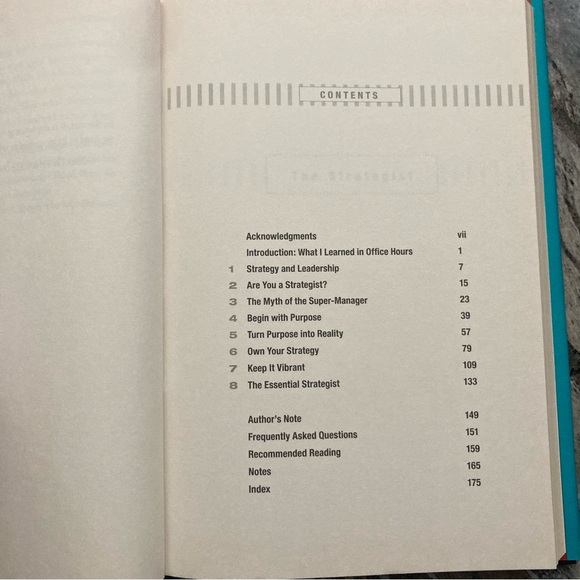 CONTENTS
The Strategist
Acknowledgments vii
Introduction: What I Learned in Office Hours 1
1 Strategy and Leadership 7
2 Are You a Strategist? 15
3 The Myth of the Super-Manager 23
4 Begin with Purpose 39
5 Turn Purpose into Reality 57
6 Own Your Strategy 79
7 Keep It Vibrant 109
8 The Essential Strategist 133
Author's Note 149
Frequently Asked Questions 151
Recommended Reading 159
Notes 165
Index 175